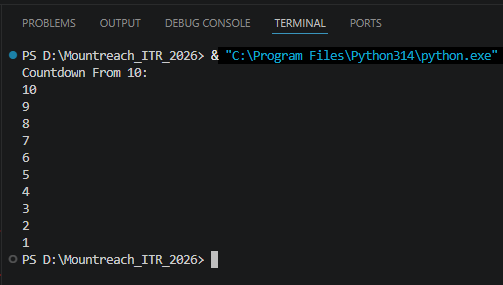 PROBLEMS OUTPUT DEBUG CONSOLE TERMINAL PORTS
PS D:\Mountreach_ITR_2026> & "C:\Program Files\Python314\python.exe"
Countdown From 10:
10
9
8
7
6
5
4
3
2
1
PS D:\Mountreach_ITR_2026>